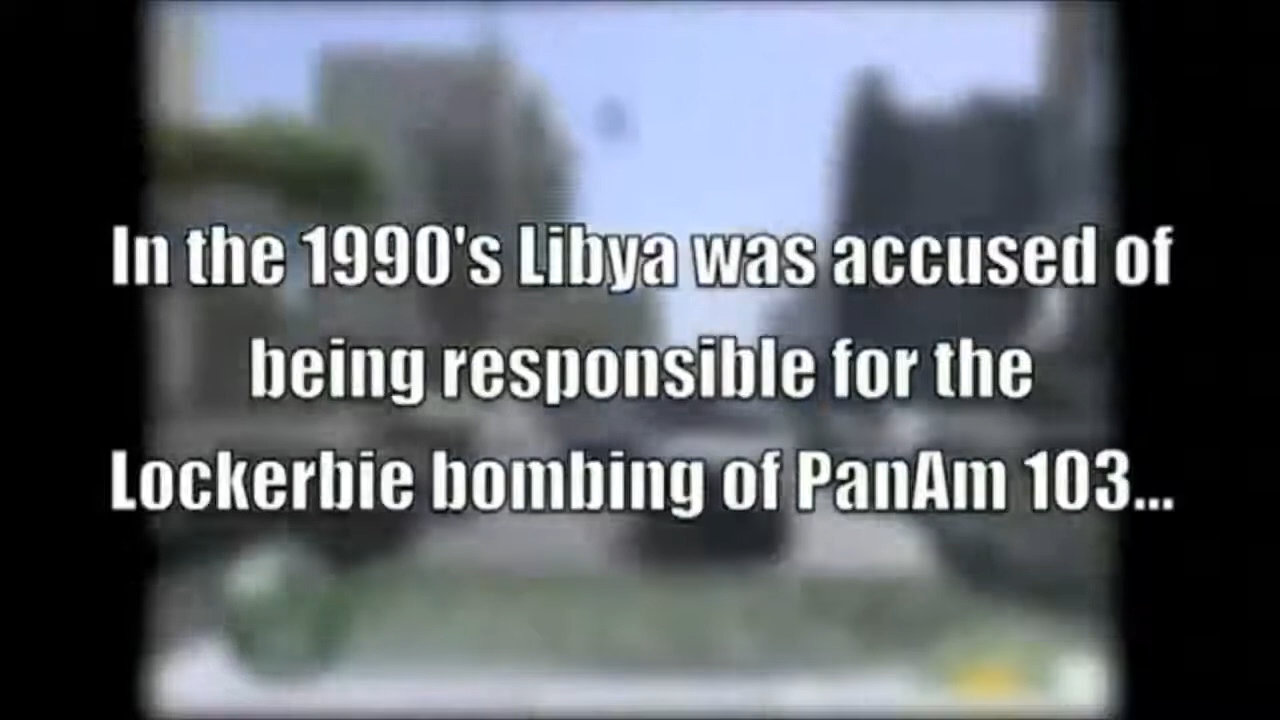 In the 1990's Libya was accused of
being responsible for the
Lockerbie bombing of PanAm 103...